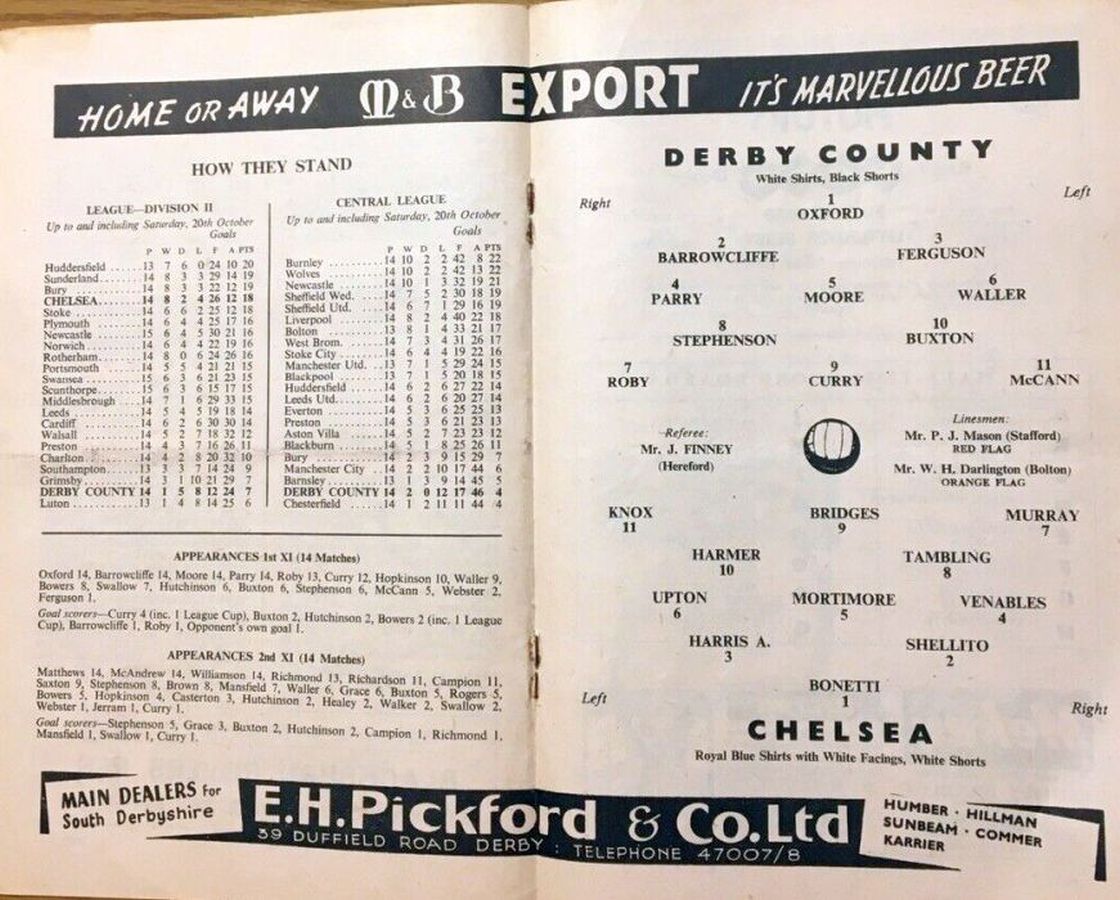 HOME OR AWAY M & B EXPORT IT'S MARVELLOUS BEER
HOW THEY STAND
LEAGUE—DIVISION II
Up to and including Saturday, 20th October
Goals
P W D L F A PTS
Huddersfield ......13 7 6 0 24 10 20
Sunderland.........14 8 3 3 29 14 19
Bury ..............14 8 3 3 22 12 19
CHELSEA............14 8 2 4 26 12 18
Stoke .............14 6 6 2 25 12 18
Plymouth ..........14 6 4 4 25 17 16
Newcastle .........15 6 4 5 30 21 16
Norwich............14 6 4 4 22 19 16
Rotherham..........14 8 0 6 24 26 16
Portsmouth ........14 5 5 4 21 21 15
Swansea............15 6 3 6 21 23 15
Scunthorpe.........15 6 3 6 15 17 15
Middlesbrough .....14 7 1 6 29 33 15
Leeds .............14 5 4 5 19 18 14
Cardiff ...........14 6 2 6 30 30 14
Walsall ...........14 5 2 7 18 32 12
Preston ...........14 4 3 7 16 26 11
Charlton ..........14 4 2 8 20 32 10
Southampton........13 3 3 7 14 24 9
Grimsby............14 3 1 10 21 29 7
DERBY COUNTY 14 1 5 8 12 24 7
Luton .............13 1 4 8 14 25 6
CENTRAL LEAGUE
Up to and including Saturday, 20th October
Goals
P W D L F A PTS
Burnley ...........14 10 2 2 42 8 22
Wolves ............14 10 2 2 42 13 22
Newcastle .........14 10 1 3 32 19 21
Sheffield Wed. ....14 7 5 2 30 18 19
Sheffield Utd. ....14 6 7 1 29 16 19
Liverpool .........14 8 2 4 40 22 18
Bolton ............13 8 1 4 33 21 17
West Brom. ........14 7 3 4 31 26 17
Stoke City ........14 6 4 4 19 22 16
Manchester Utd. ...13 7 1 5 29 24 15
Blackpool .........13 7 1 5 20 18 15
Huddersfield ......14 6 2 6 27 22 14
Leeds Utd..........14 6 2 6 20 27 14
Everton ...........14 5 3 6 25 25 13
Preston ...........14 5 3 6 21 23 13
Aston Villa .......14 5 2 7 23 23 12
Blackburn .........14 5 1 8 25 26 11
Bury ..............14 2 3 9 15 29 7
Manchester City ...14 2 2 10 17 44 6
Barnsley...........13 1 3 9 14 45 5
DERBY COUNTY 14 2 0 12 17 46 4
Chesterfield ......14 1 2 11 11 44 4
APPEARANCES 1st XI (14 Matches)
Oxford 14, Barrowcliffe 14, Moore 14, Parry 14, Roby 13, Curry 12, Hopkinson 10, Waller 9,
Bowers 8, Swallow 7, Hutchinson 6, Buxton 6, Stephenson 6, McCann 5, Webster 2,
Ferguson 1.
Goal scorers—Curry 4 (inc. 1 League Cup), Buxton 2, Hutchinson 2, Bowers 2 (inc. 1 League
Cup), Barrowcliffe 1, Roby 1, Opponent's own goal 1.
APPEARANCES 2nd XI (14 Matches)
Matthews 14, McAndrew 14, Williamson 14, Richmond 13, Richardson 11, Campion 11,
Saxton 9, Stephenson 8, Brown 8, Mansfield 7, Waller 6, Grace 6, Buxton 5, Rogers 5,
Bowers 5, Hopkinson 4, Casterton 3, Hutchinson 2, Healey 2, Walker 2, Swallow 2,
Webster 1, Jerram 1, Curry 1.
Goal scorers—Stephenson 5, Grace 3, Buxton 2, Hutchinson 2, Campion 1, Richmond 1,
Mansfield 1, Swallow 1, Curry 1.
DERBY COUNTY
White Shirts, Black Shorts
Right Left
1
OXFORD
2 3
BARROWCLIFFE FERGUSON
4 5 6
PARRY MOORE WALLER
8 10
STEPHENSON BUXTON
7 9 11
ROBY CURRY McCANN
Referee:
Mr. J. FINNEY
(Hereford)
Linesmen:
Mr. P. J. Mason (Stafford)
RED FLAG
Mr. W. H. Darlington (Bolton)
ORANGE FLAG
KNOX BRIDGES MURRAY
11 9 7
HARMER TAMBLING
10 8
UPTON MORTIMORE VENABLES
6 5 4
HARRIS A. SHELLITO
3 2
BONETTI
1
Left Right
CHELSEA
Royal Blue Shirts with White Facings, White Shorts
MAIN DEALERS for
South Derbyshire
E.H.Pickford & Co.Ltd
39 DUFFIELD ROAD DERBY : TELEPHONE 47007/8
HUMBER · HILLMAN
SUNBEAM · COMMER
KARRIER